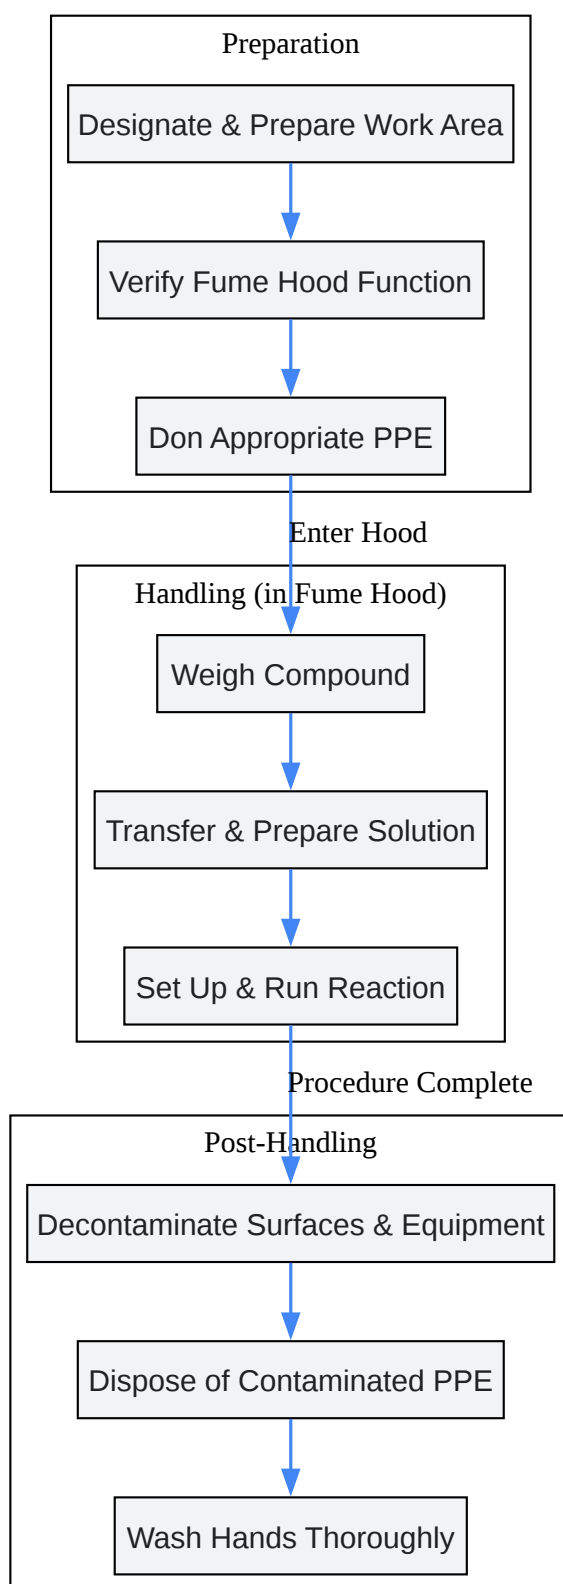 Preparation
Designate & Prepare Work Area
Verify Fume Hood Function
Don Appropriate PPE
Enter Hood
Handling (in Fume Hood)
Weigh Compound
Transfer & Prepare Solution
Set Up & Run Reaction
Procedure Complete
Post-Handling
Decontaminate Surfaces & Equipment
Dispose of Contaminated PPE
Wash Hands Thoroughly